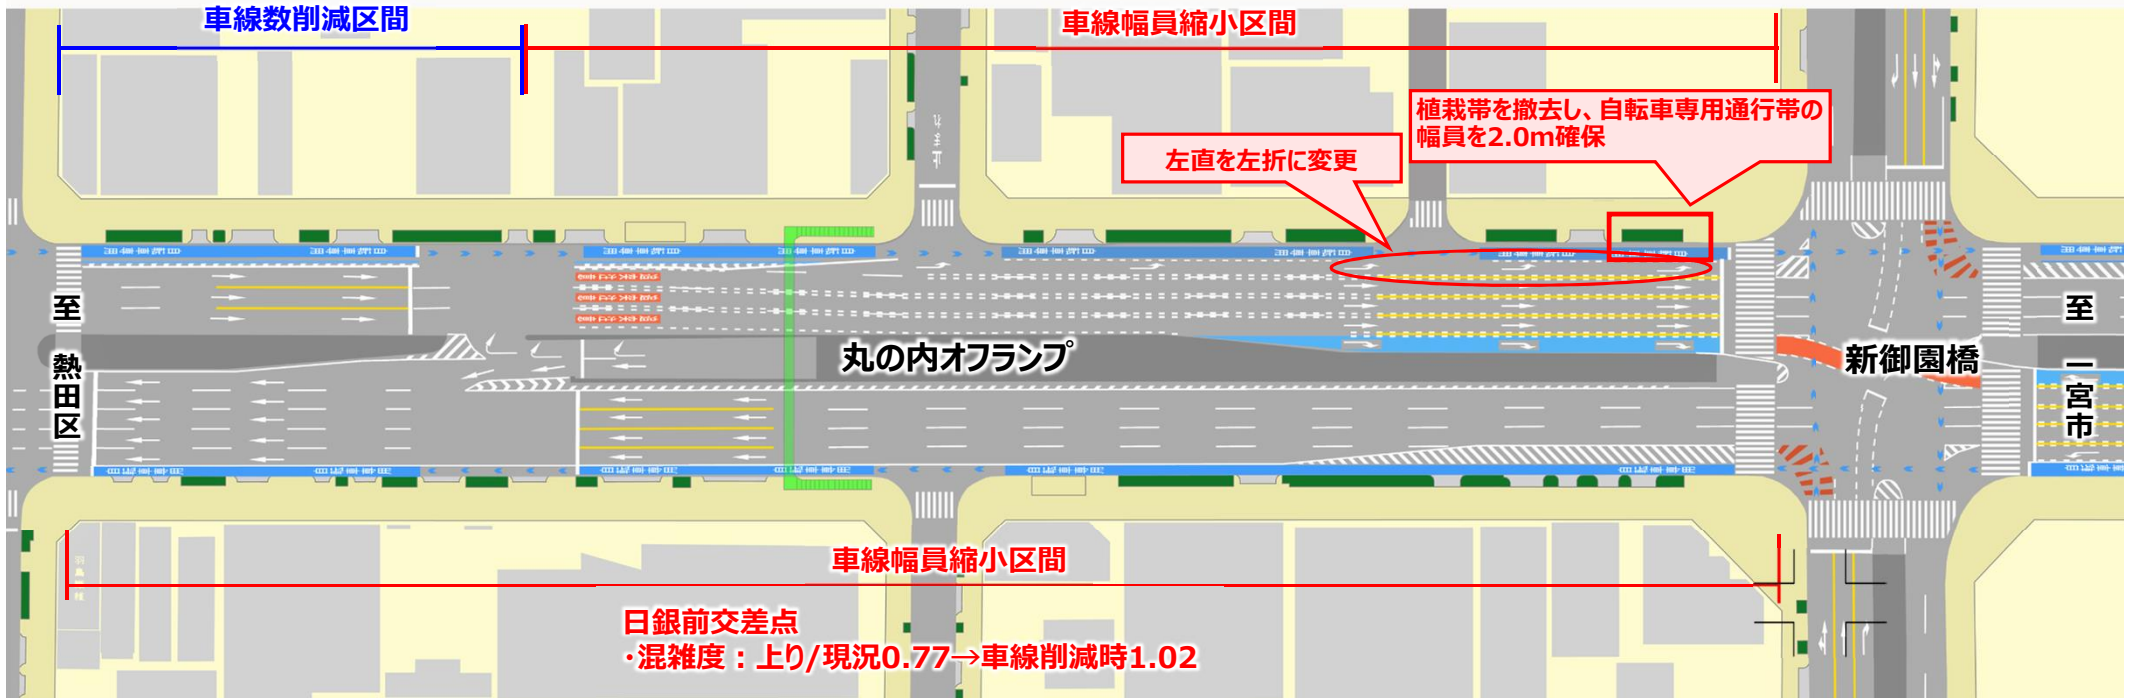 車線数削減区間
車線幅員縮小区間
植栽帯を撤去し、自転車専用通行帯の
幅員を2.0m確保
左直を左折に変更
至 熱田区
丸の内オフランプ
新御園橋
至 一宮市
車線幅員縮小区間
日銀前交差点
・混雑度：上り/現況0.77→車線削減時1.02